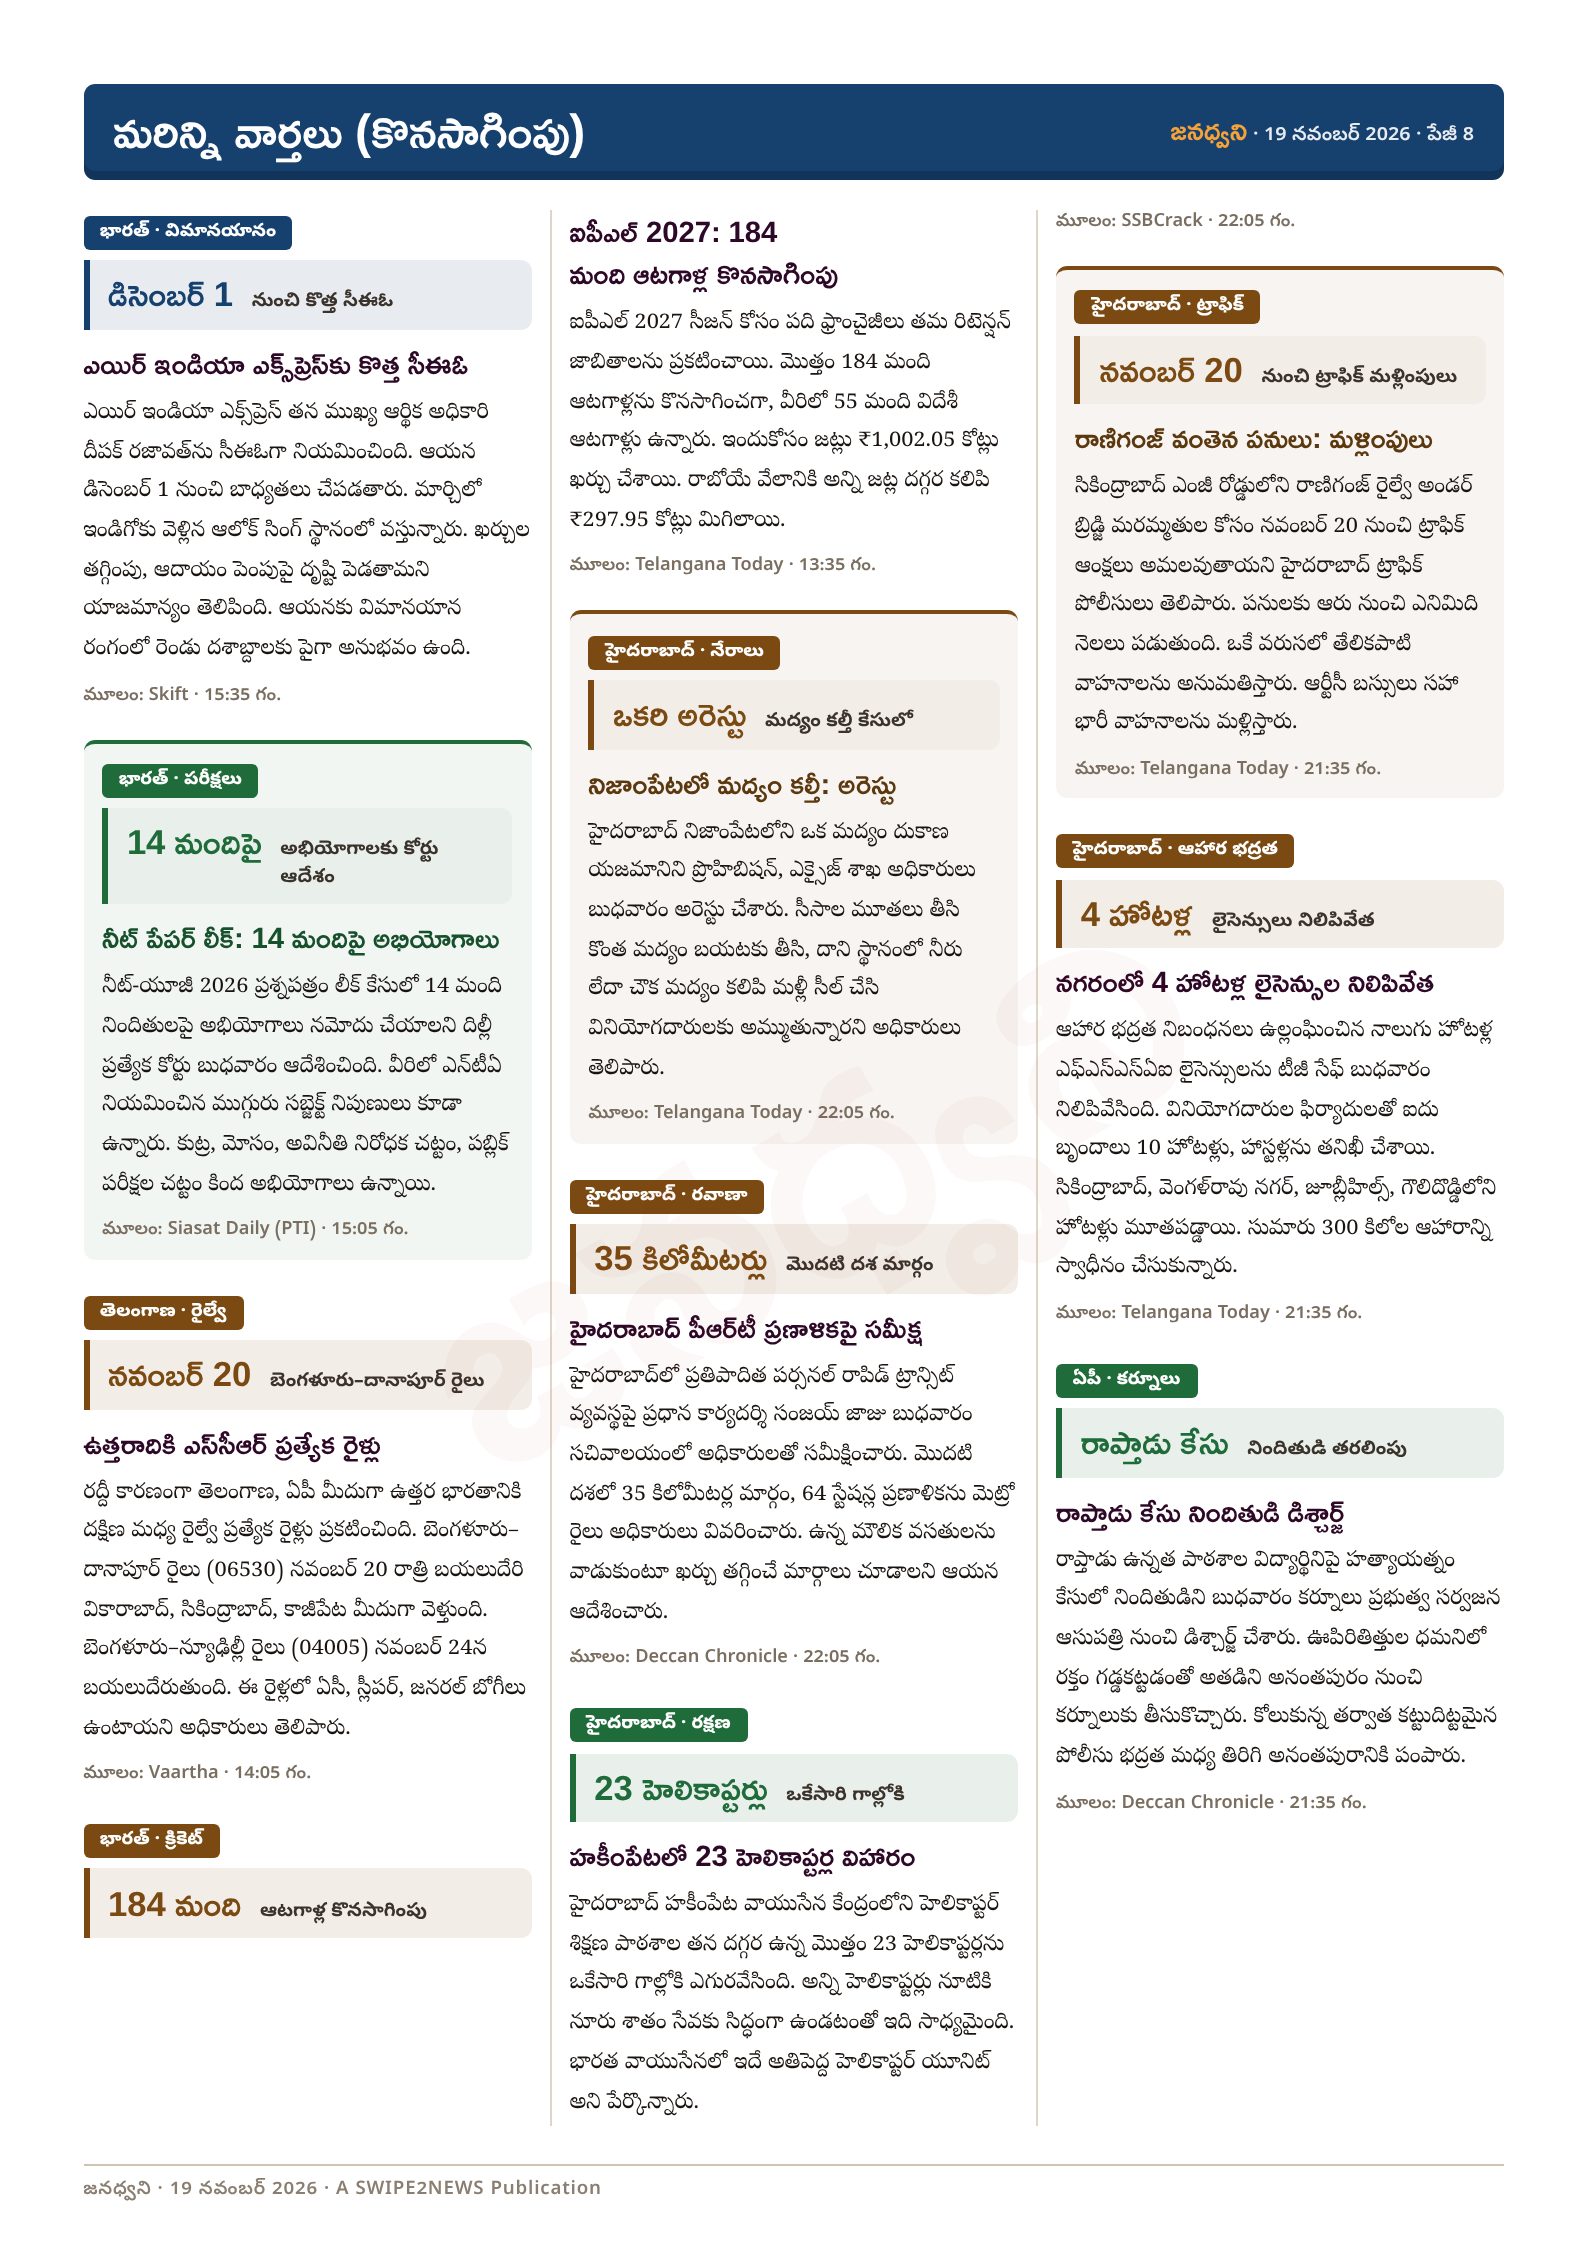 మరిన్ని వార్తలు (కొనసాగింపు)
జనధ్వని · 19 నవంబర్ 2026 · పేజీ 8
భారత్ · విమానయానం
డిసెంబర్ 1 నుంచి కొత్త సీఈఓ
ఎయిర్ ఇండియా ఎక్స్‌ప్రెస్‌కు కొత్త సీఈఓ
ఎయిర్ ఇండియా ఎక్స్‌ప్రెస్ తన ముఖ్య ఆర్థిక అధికారి
దీపక్ రజావత్‌ను సీఈఓగా నియమించింది. ఆయన
డిసెంబర్ 1 నుంచి బాధ్యతలు చేపడతారు. మార్చిలో
ఇండిగోకు వెళ్లిన ఆలోక్ సింగ్ స్థానంలో వస్తున్నారు. ఖర్చుల
తగ్గింపు, ఆదాయం పెంపుపై దృష్టి పెడతామని
యాజమాన్యం తెలిపింది. ఆయనకు విమానయాన
రంగంలో రెండు దశాబ్దాలకు పైగా అనుభవం ఉంది.
మూలం: Skift · 15:35 గం.
భారత్ · పరీక్షలు
14 మందిపై అభియోగాలకు కోర్టు
ఆదేశం
నీట్ పేపర్ లీక్: 14 మందిపై అభియోగాలు
నీట్-యూజీ 2026 ప్రశ్నపత్రం లీక్ కేసులో 14 మంది
నిందితులపై అభియోగాలు నమోదు చేయాలని దిల్లీ
ప్రత్యేక కోర్టు బుధవారం ఆదేశించింది. వీరిలో ఎన్‌టీఏ
నియమించిన ముగ్గురు సబ్జెక్ట్ నిపుణులు కూడా
ఉన్నారు. కుట్ర, మోసం, అవినీతి నిరోధక చట్టం, పబ్లిక్
పరీక్షల చట్టం కింద అభియోగాలు ఉన్నాయి.
మూలం: Siasat Daily (PTI) · 15:05 గం.
తెలంగాణ · రైల్వే
నవంబర్ 20 బెంగళూరు–దానాపూర్ రైలు
ఉత్తరాదికి ఎస్‌సీఆర్ ప్రత్యేక రైళ్లు
రద్దీ కారణంగా తెలంగాణ, ఏపీ మీదుగా ఉత్తర భారతానికి
దక్షిణ మధ్య రైల్వే ప్రత్యేక రైళ్లు ప్రకటించింది. బెంగళూరు–
దానాపూర్ రైలు (06530) నవంబర్ 20 రాత్రి బయలుదేరి
వికారాబాద్, సికింద్రాబాద్, కాజీపేట మీదుగా వెళ్తుంది.
బెంగళూరు–న్యూఢిల్లీ రైలు (04005) నవంబర్ 24న
బయలుదేరుతుంది. ఈ రైళ్లలో ఏసీ, స్లీపర్, జనరల్ బోగీలు
ఉంటాయని అధికారులు తెలిపారు.
మూలం: Vaartha · 14:05 గం.
భారత్ · క్రికెట్
184 మంది ఆటగాళ్ల కొనసాగింపు
ఐపీఎల్ 2027: 184
మంది ఆటగాళ్ల కొనసాగింపు
ఐపీఎల్ 2027 సీజన్ కోసం పది ఫ్రాంచైజీలు తమ రిటెన్షన్
జాబితాలను ప్రకటించాయి. మొత్తం 184 మంది
ఆటగాళ్లను కొనసాగించగా, వీరిలో 55 మంది విదేశీ
ఆటగాళ్లు ఉన్నారు. ఇందుకోసం జట్లు ₹1,002.05 కోట్లు
ఖర్చు చేశాయి. రాబోయే వేలానికి అన్ని జట్ల దగ్గర కలిపి
₹297.95 కోట్లు మిగిలాయి.
మూలం: Telangana Today · 13:35 గం.
హైదరాబాద్ · నేరాలు
ఒకరి అరెస్టు మద్యం కల్తీ కేసులో
నిజాంపేటలో మద్యం కల్తీ: అరెస్టు
హైదరాబాద్ నిజాంపేటలోని ఒక మద్యం దుకాణ
యజమానిని ప్రొహిబిషన్, ఎక్సైజ్ శాఖ అధికారులు
బుధవారం అరెస్టు చేశారు. సీసాల మూతలు తీసి
కొంత మద్యం బయటకు తీసి, దాని స్థానంలో నీరు
లేదా చౌక మద్యం కలిపి మళ్లీ సీల్ చేసి
వినియోగదారులకు అమ్ముతున్నారని అధికారులు
తెలిపారు.
మూలం: Telangana Today · 22:05 గం.
హైదరాబాద్ · రవాణా
35 కిలోమీటర్లు మొదటి దశ మార్గం
హైదరాబాద్ పీఆర్‌టీ ప్రణాళికపై సమీక్ష
హైదరాబాద్‌లో ప్రతిపాదిత పర్సనల్ రాపిడ్ ట్రాన్సిట్
వ్యవస్థపై ప్రధాన కార్యదర్శి సంజయ్ జాజు బుధవారం
సచివాలయంలో అధికారులతో సమీక్షించారు. మొదటి
దశలో 35 కిలోమీటర్ల మార్గం, 64 స్టేషన్ల ప్రణాళికను మెట్రో
రైలు అధికారులు వివరించారు. ఉన్న మౌలిక వసతులను
వాడుకుంటూ ఖర్చు తగ్గించే మార్గాలు చూడాలని ఆయన
ఆదేశించారు.
మూలం: Deccan Chronicle · 22:05 గం.
హైదరాబాద్ · రక్షణ
23 హెలికాప్టర్లు ఒకేసారి గాల్లోకి
హకీంపేటలో 23 హెలికాప్టర్ల విహారం
హైదరాబాద్ హకీంపేట వాయుసేన కేంద్రంలోని హెలికాప్టర్
శిక్షణ పాఠశాల తన దగ్గర ఉన్న మొత్తం 23 హెలికాప్టర్లను
ఒకేసారి గాల్లోకి ఎగురవేసింది. అన్ని హెలికాప్టర్లు నూటికి
నూరు శాతం సేవకు సిద్ధంగా ఉండటంతో ఇది సాధ్యమైంది.
భారత వాయుసేనలో ఇదే అతిపెద్ద హెలికాప్టర్ యూనిట్
అని పేర్కొన్నారు.
మూలం: SSBCrack · 22:05 గం.
హైదరాబాద్ · ట్రాఫిక్
నవంబర్ 20 నుంచి ట్రాఫిక్ మళ్లింపులు
రాణిగంజ్ వంతెన పనులు: మళ్లింపులు
సికింద్రాబాద్ ఎంజీ రోడ్డులోని రాణిగంజ్ రైల్వే అండర్
బ్రిడ్జి మరమ్మతుల కోసం నవంబర్ 20 నుంచి ట్రాఫిక్
ఆంక్షలు అమలవుతాయని హైదరాబాద్ ట్రాఫిక్
పోలీసులు తెలిపారు. పనులకు ఆరు నుంచి ఎనిమిది
నెలలు పడుతుంది. ఒకే వరుసలో తేలికపాటి
వాహనాలను అనుమతిస్తారు. ఆర్టీసీ బస్సులు సహా
భారీ వాహనాలను మళ్లిస్తారు.
మూలం: Telangana Today · 21:35 గం.
హైదరాబాద్ · ఆహార భద్రత
4 హోటళ్ల లైసెన్సులు నిలిపివేత
నగరంలో 4 హోటళ్ల లైసెన్సుల నిలిపివేత
ఆహార భద్రత నిబంధనలు ఉల్లంఘించిన నాలుగు హోటళ్ల
ఎఫ్ఎస్ఎస్ఏఐ లైసెన్సులను టీజీ సేఫ్ బుధవారం
నిలిపివేసింది. వినియోగదారుల ఫిర్యాదులతో ఐదు
బృందాలు 10 హోటళ్లు, హాస్టళ్లను తనిఖీ చేశాయి.
సికింద్రాబాద్, వెంగళ్‌రావు నగర్, జూబ్లీహిల్స్, గౌలిదొడ్డిలోని
హోటళ్లు మూతపడ్డాయి. సుమారు 300 కిలోల ఆహారాన్ని
స్వాధీనం చేసుకున్నారు.
మూలం: Telangana Today · 21:35 గం.
ఏపీ · కర్నూలు
రాప్తాడు కేసు నిందితుడి తరలింపు
రాప్తాడు కేసు నిందితుడి డిశ్చార్జ్
రాప్తాడు ఉన్నత పాఠశాల విద్యార్థినిపై హత్యాయత్నం
కేసులో నిందితుడిని బుధవారం కర్నూలు ప్రభుత్వ సర్వజన
ఆసుపత్రి నుంచి డిశ్చార్జ్ చేశారు. ఊపిరితిత్తుల ధమనిలో
రక్తం గడ్డకట్టడంతో అతడిని అనంతపురం నుంచి
కర్నూలుకు తీసుకొచ్చారు. కోలుకున్న తర్వాత కట్టుదిట్టమైన
పోలీసు భద్రత మధ్య తిరిగి అనంతపురానికి పంపారు.
మూలం: Deccan Chronicle · 21:35 గం.
జనధ్వని
జనధ్వని · 19 నవంబర్ 2026 · A SWIPE2NEWS Publication